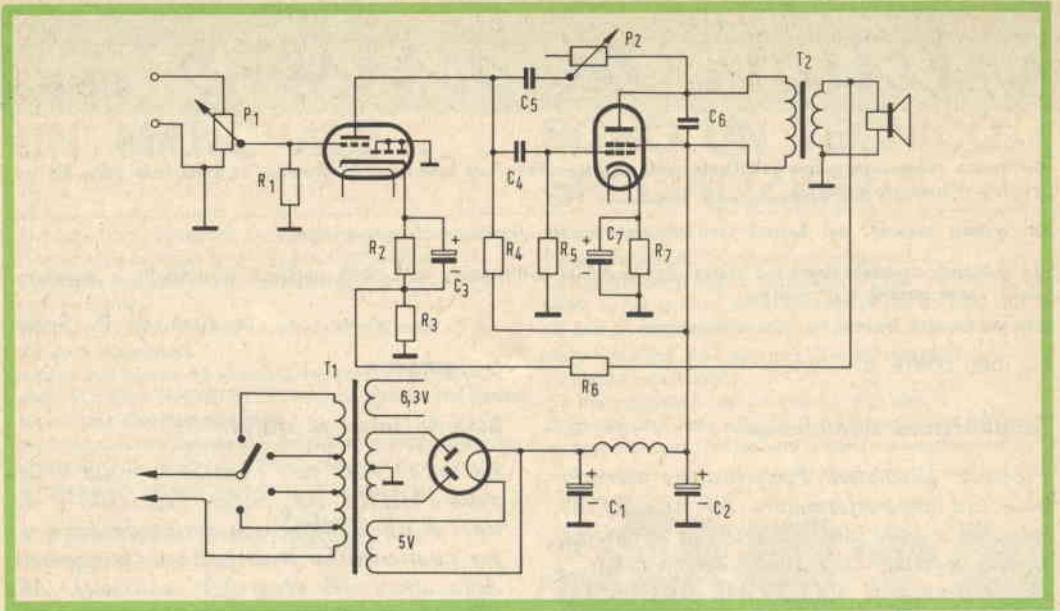 P1
R1
R2
R3
C3
+
−
C5
P2
C4
R4
R5
C7
+
−
R7
C6
T2
R6
T1
6,3V
5V
+
−
C1
+
−
C2